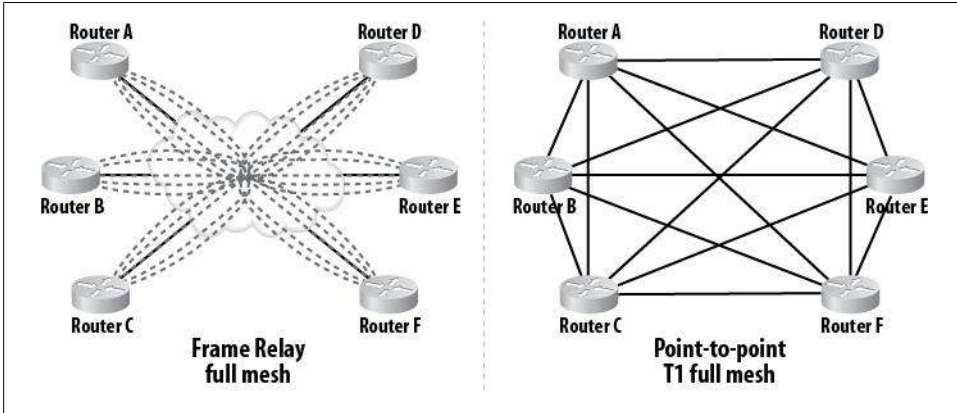 Router A
Router D
Router B
Router E
Router C
Router F
Frame Relay
full mesh
Router A
Router D
Router B
Router E
Router C
Router F
Point-to-point
T1 full mesh